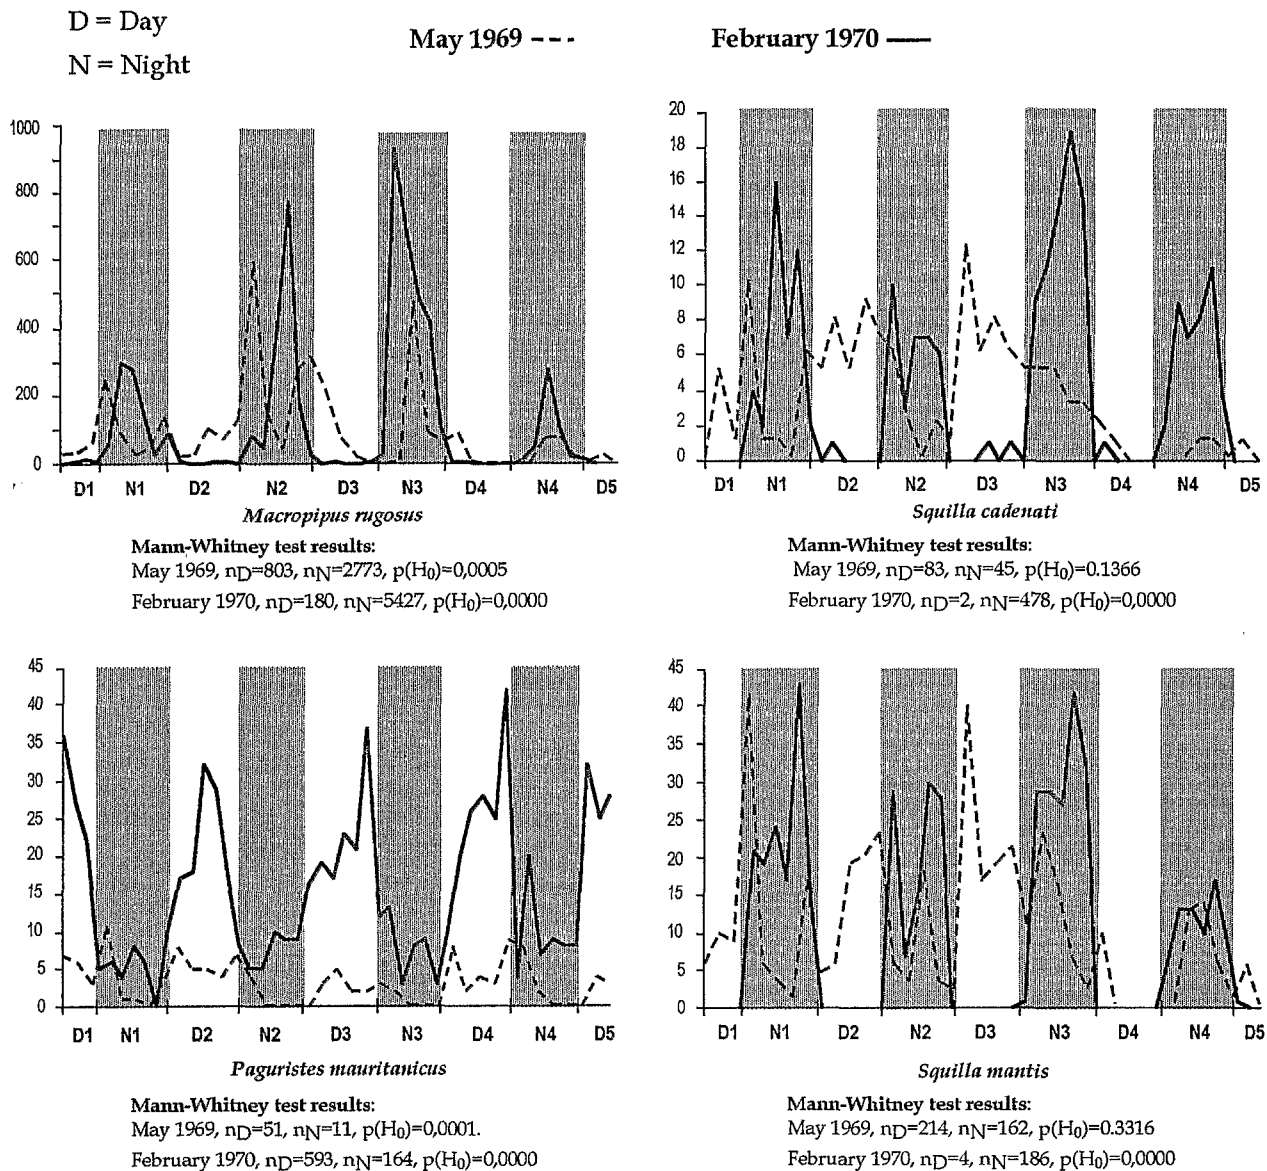 D = Day
N = Night
May 1969 ---
February 1970 —
1000
800
600
400
200
0
D1 N1 D2 N2 D3 N3 D4 N4 D5
Macropipus rugosus
Mann-Whitney test results:
May 1969, nD=803, nN=2773, p(H0)=0,0005
February 1970, nD=180, nN=5427, p(H0)=0,0000
20
18
16
14
12
10
8
6
4
2
0
D1 N1 D2 N2 D3 N3 D4 N4 D5
Squilla cadenati
Mann-Whitney test results:
May 1969, nD=83, nN=45, p(H0)=0.1366
February 1970, nD=2, nN=478, p(H0)=0,0000
45
40
35
30
25
20
15
10
5
0
D1 N1 D2 N2 D3 N3 D4 N4 D5
Paguristes mauritanicus
Mann-Whitney test results:
May 1969, nD=51, nN=11, p(H0)=0,0001.
February 1970, nD=593, nN=164, p(H0)=0,0000
45
40
35
30
25
20
15
10
5
0
D1 N1 D2 N2 D3 N3 D4 N4 D5
Squilla mantis
Mann-Whitney test results:
May 1969, nD=214, nN=162, p(H0)=0.3316
February 1970, nD=4, nN=186, p(H0)=0,0000